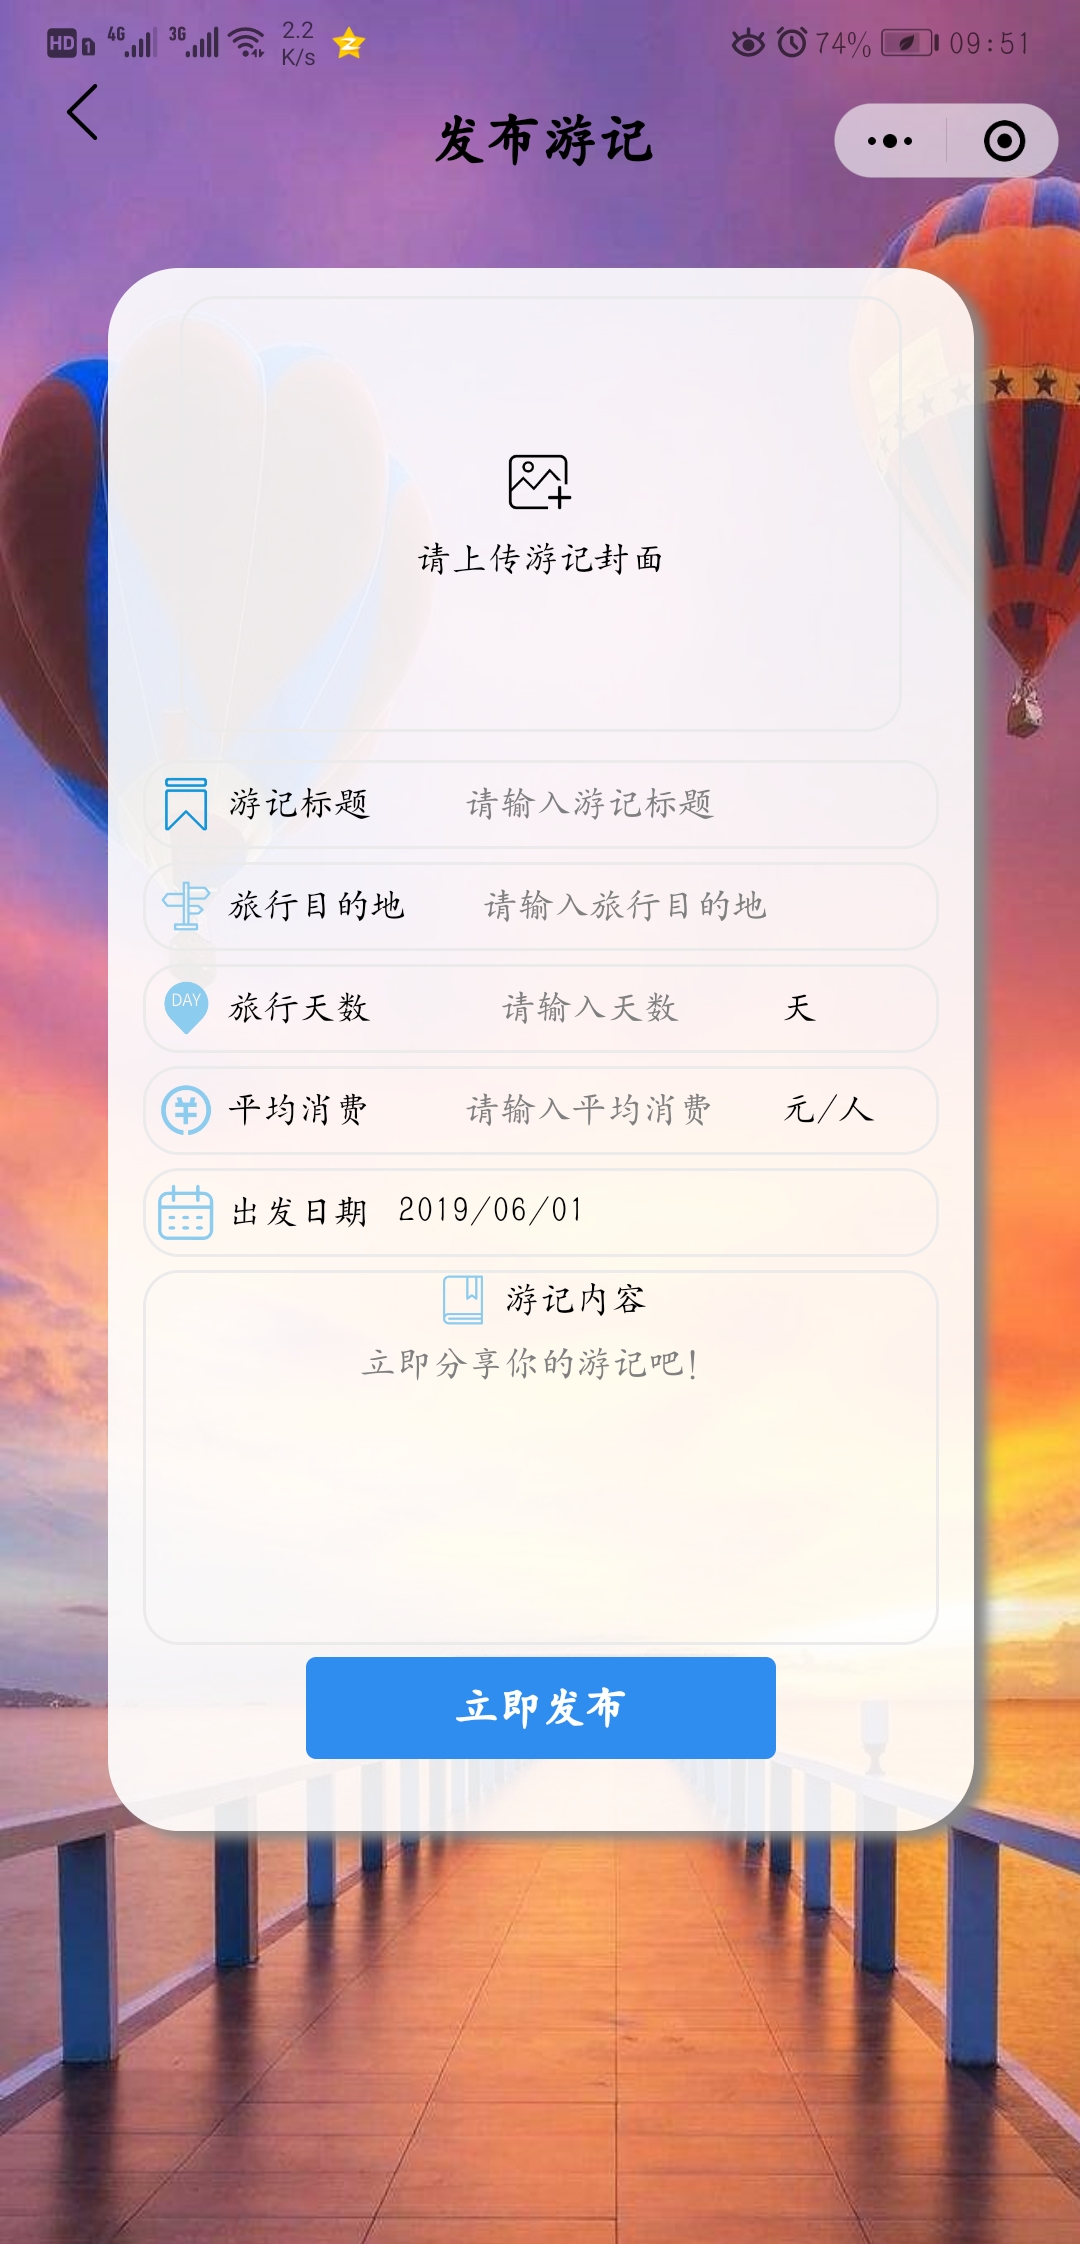 HD 1 4G 3G 2.2 K/s 74% 09:51
发布游记
请上传游记封面
游记标题 请输入游记标题
旅行目的地 请输入旅行目的地
DAY 旅行天数 请输入天数 天
平均消费 请输入平均消费 元/人
出发日期 2019/06/01
游记内容
立即分享你的游记吧!
立即发布